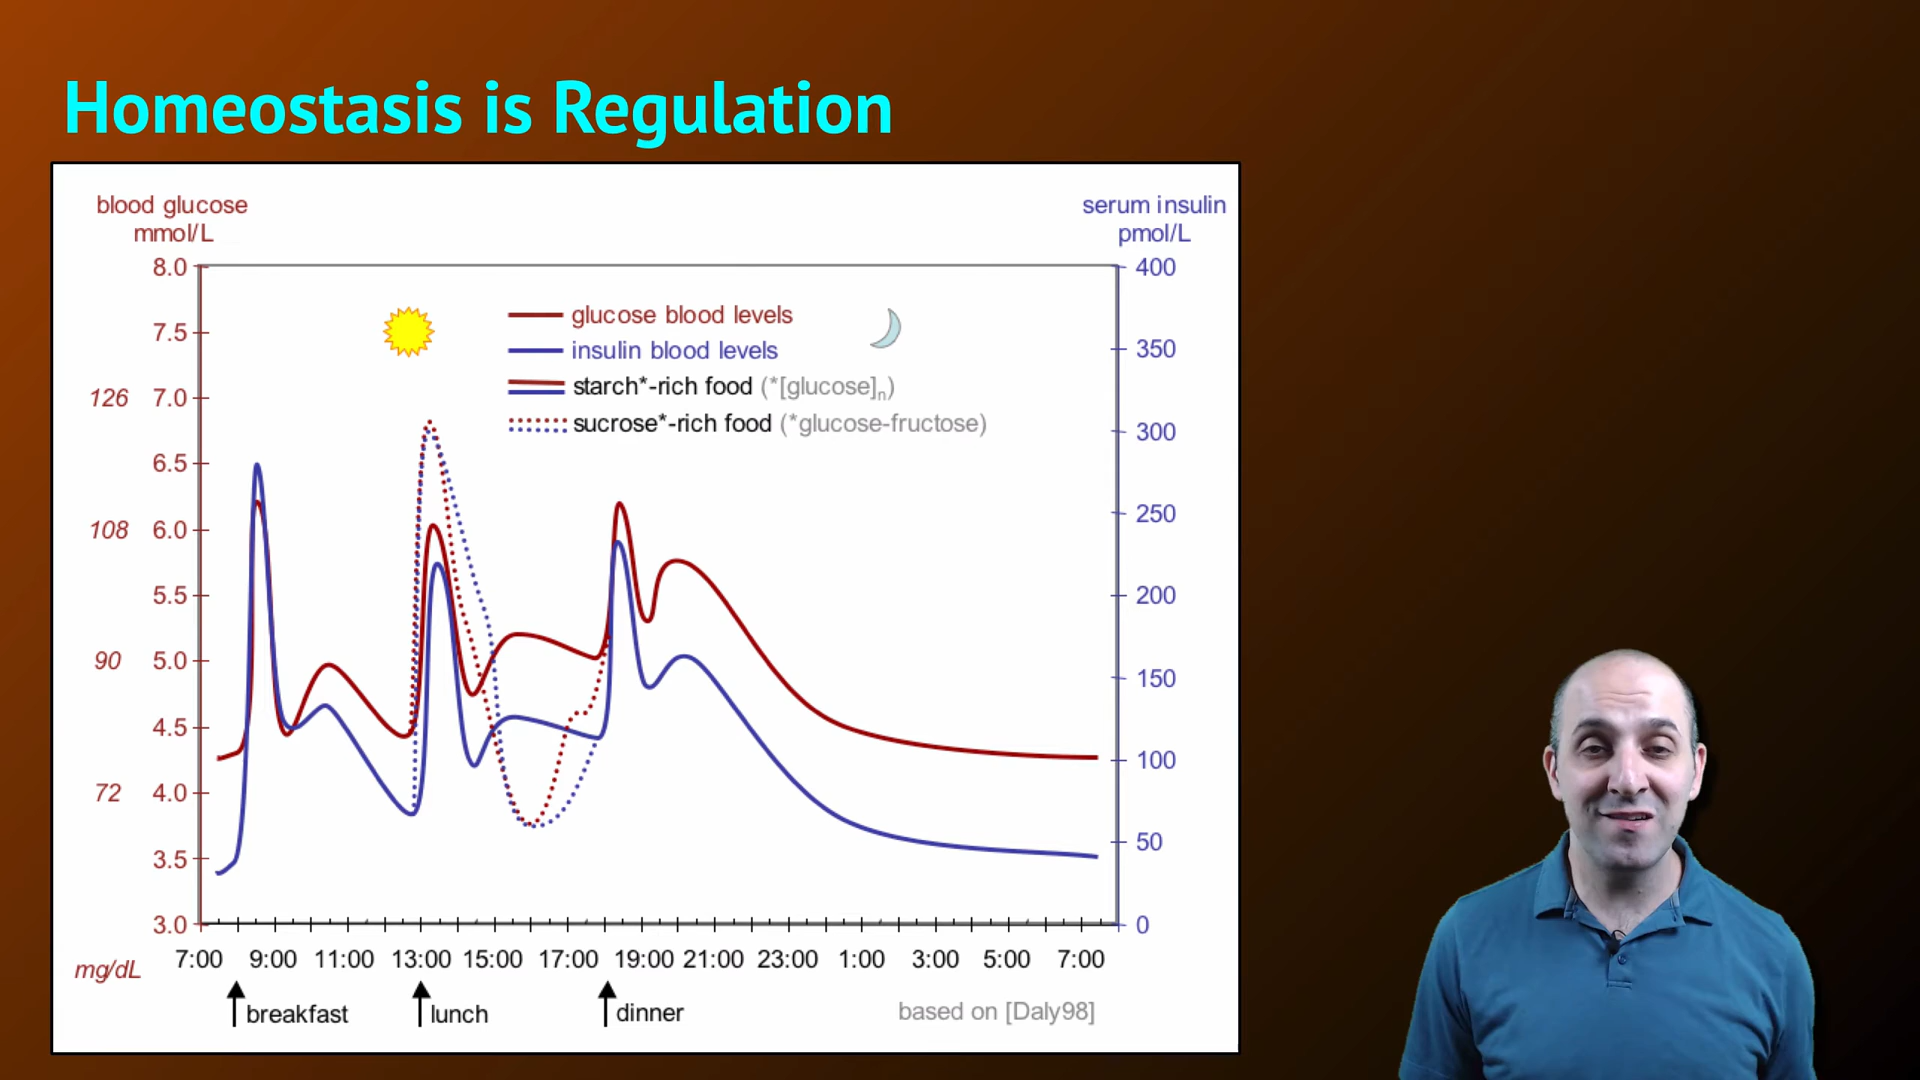 Homeostasis is Regulation
blood glucose
mmol/L
serum insulin
pmol/L
8.0
7.5
126 7.0
6.5
108 6.0
5.5
90 5.0
4.5
72 4.0
3.5
3.0
mg/dL
400
350
300
250
200
150
100
50
0
glucose blood levels
insulin blood levels
starch*-rich food (*[glucose]n)
sucrose*-rich food (*glucose-fructose)
7:00 9:00 11:00 13:00 15:00 17:00 19:00 21:00 23:00 1:00 3:00 5:00 7:00
breakfast lunch dinner
based on [Daly98]